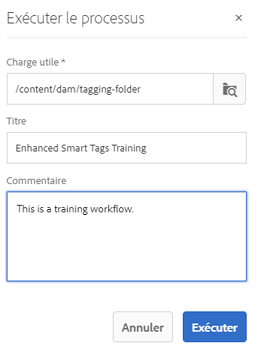 Exécuter le processus ×
Charge utile *
/content/dam/tagging-folder
Titre
Enhanced Smart Tags Training
Commentaire
This is a training workflow.
Annuler Exécuter